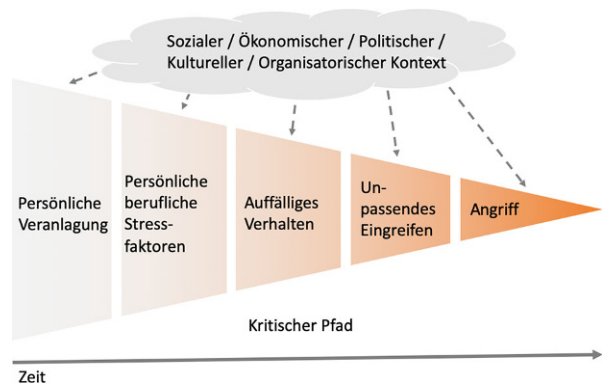 Sozialer / Ökonomischer / Politischer /
Kultureller / Organisatorischer Kontext
Persönliche
Veranlagung
Persönliche
berufliche
Stress-
faktoren
Auffälliges
Verhalten
Un-
passendes
Eingreifen
Angriff
Kritischer Pfad
Zeit